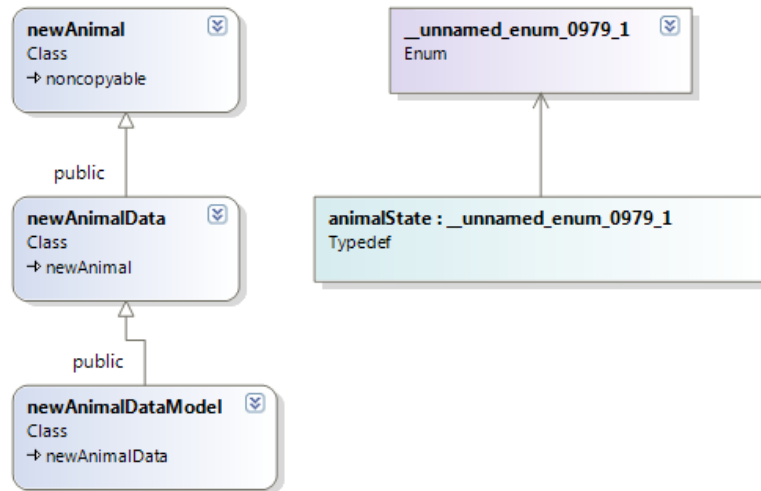 newAnimal
Class
noncopyable
__unnamed_enum_0979_1
Enum
public
newAnimalData
Class
newAnimal
animalState : __unnamed_enum_0979_1
Typedef
public
newAnimalDataModel
Class
newAnimalData